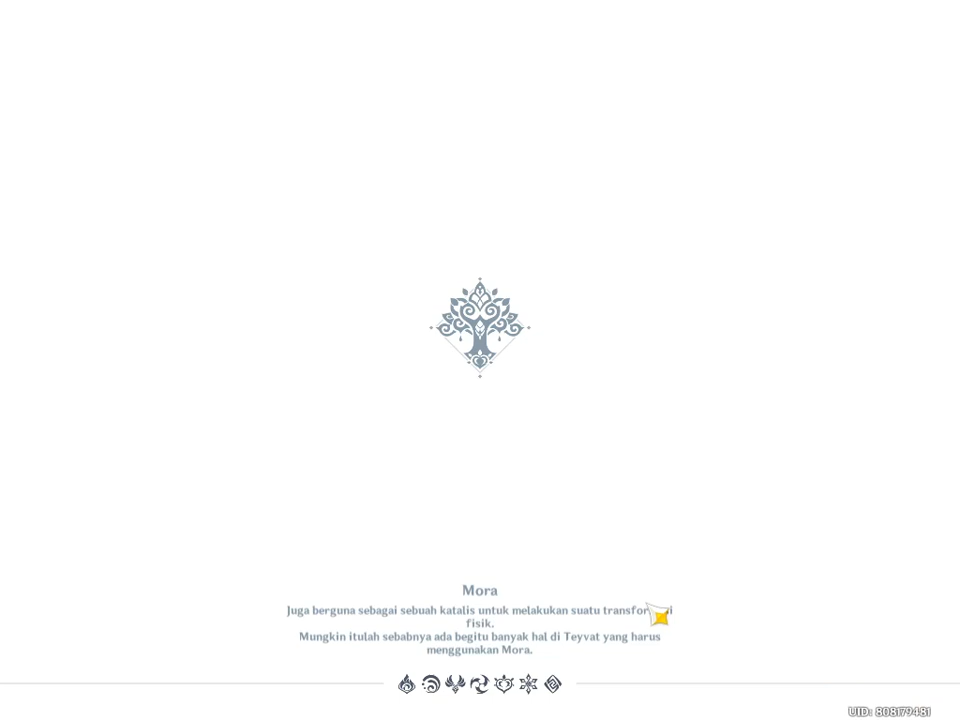 Mora
Juga berguna sebagai sebuah katalis untuk melakukan suatu
fisik.
Mungkin itulah sebabnya ada begitu banyak hal di Teyvat yang harus
menggunakan Mora.
UID: 808179481